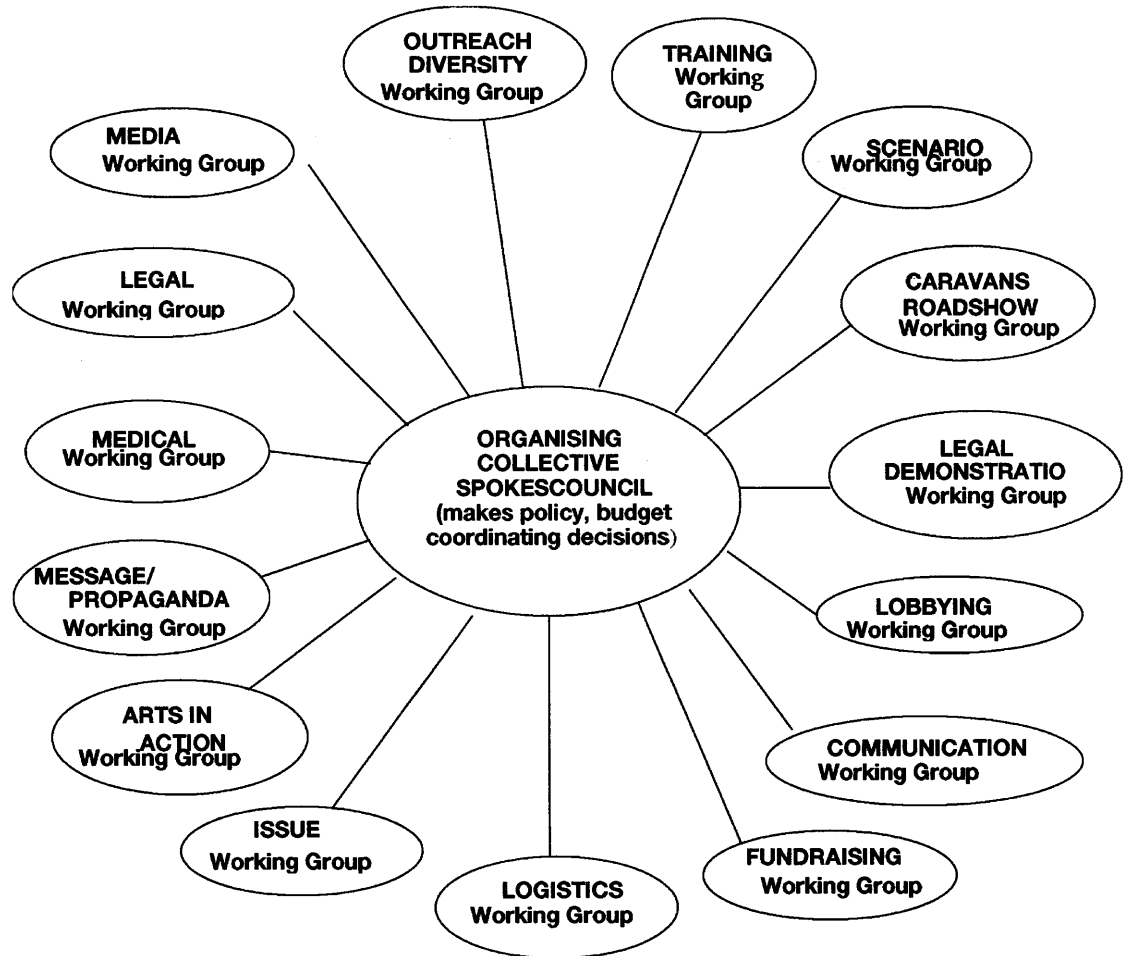 OUTREACH
DIVERSITY
Working Group
TRAINING
Working
Group
MEDIA
Working Group
SCENARIO
Working Group
LEGAL
Working Group
CARAVANS
ROADSHOW
Working Group
MEDICAL
Working Group
ORGANISING
COLLECTIVE
SPOKESCOUNCIL
(makes policy, budget
coordinating decisions)
LEGAL
DEMONSTRATIO
Working Group
MESSAGE/
PROPAGANDA
Working Group
LOBBYING
Working Group
ARTS IN
ACTION
Working Group
COMMUNICATION
Working Group
ISSUE
Working Group
LOGISTICS
Working Group
FUNDRAISING
Working Group